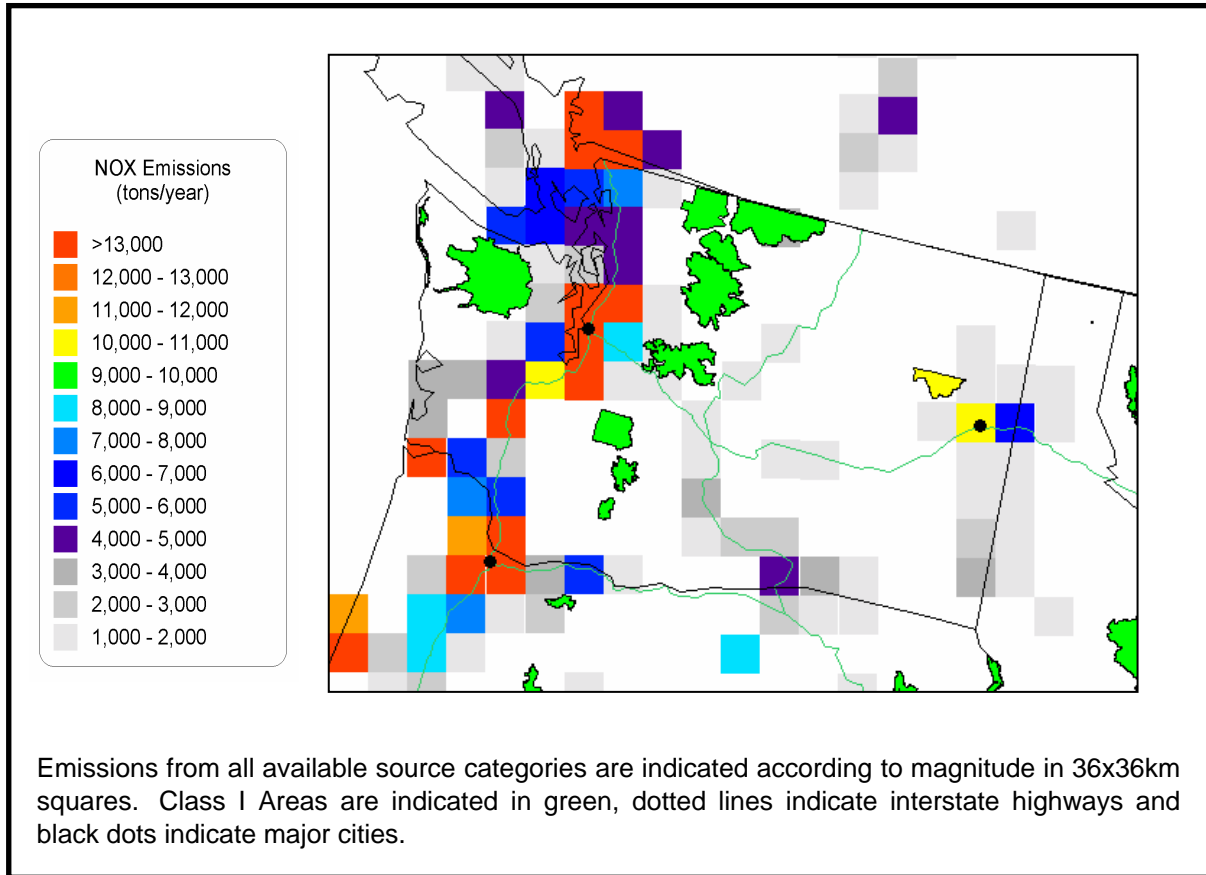 NOX Emissions
(tons/year)
>13,000
12,000 - 13,000
11,000 - 12,000
10,000 - 11,000
9,000 - 10,000
8,000 - 9,000
7,000 - 8,000
6,000 - 7,000
5,000 - 6,000
4,000 - 5,000
3,000 - 4,000
2,000 - 3,000
1,000 - 2,000
Emissions from all available source categories are indicated according to magnitude in 36x36km
squares. Class I Areas are indicated in green, dotted lines indicate interstate highways and
black dots indicate major cities.